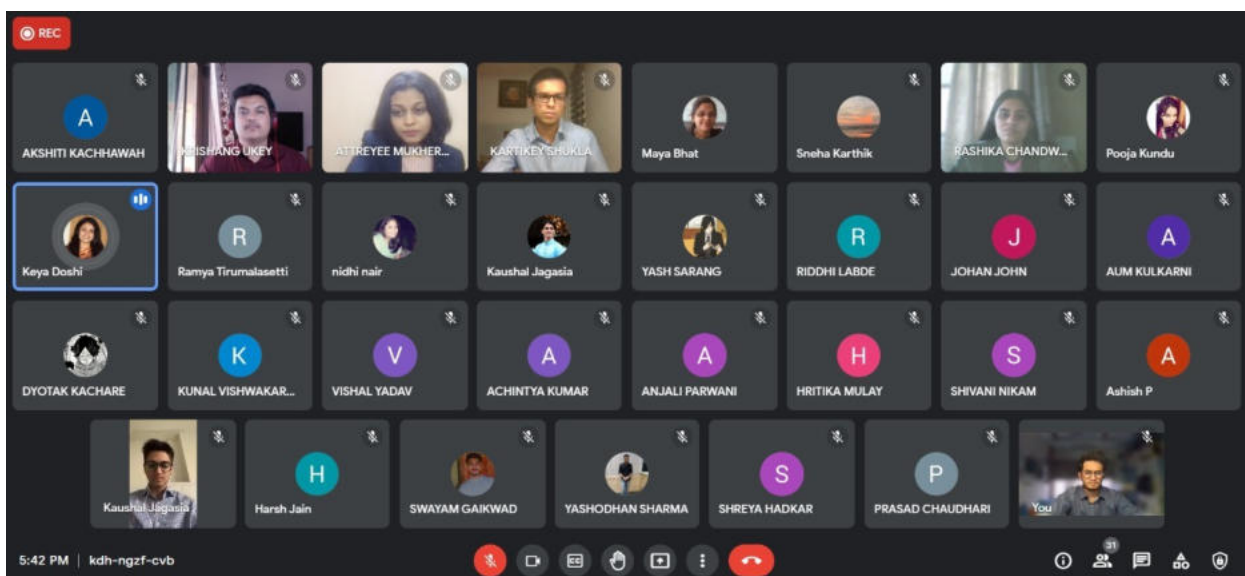 REC
A
AKSHITI KACHHAWAH
KRISHANG UKEY
ATTREYEE MUKHER...
KARTIKEY SHUKLA
Maya Bhat
Sneha Karthik
RASHIKA CHANDW...
Pooja Kundu
Keya Doshi
R
Ramya Tirumalasetti
nidhi nair
Kaushal Jagasia
YASH SARANG
R
RIDDHI LABDE
J
JOHAN JOHN
A
AUM KULKARNI
DYOTAK KACHARE
K
KUNAL VISHWAKAR...
V
VISHAL YADAV
A
ACHINTYA KUMAR
A
ANJALI PARWANI
H
HRITIKA MULAY
S
SHIVANI NIKAM
A
Ashish P
Kaushal Jagasia
H
Harsh Jain
SWAYAM GAIKWAD
YASHODHAN SHARMA
S
SHREYA HADKAR
P
PRASAD CHAUDHARI
You
5:42 PM | kdh-ngzf-cvb
CC
31